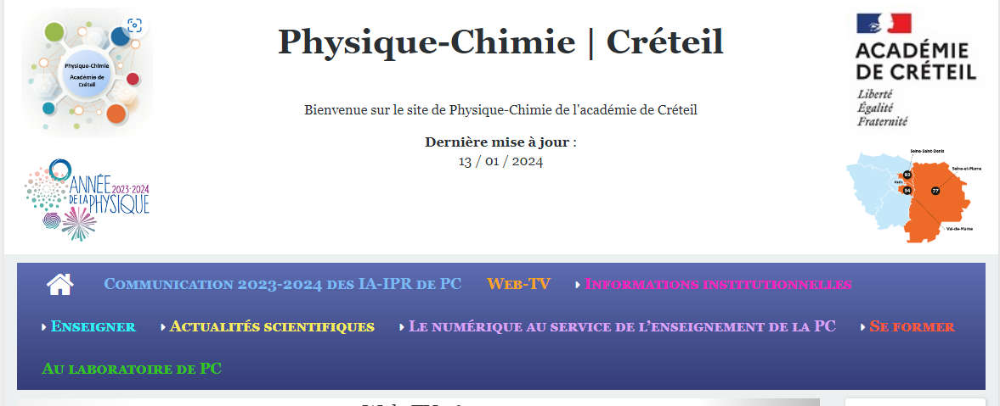 Physique-Chimie
Académie de
Créteil
Physique-Chimie | Créteil
Bienvenue sur le site de Physique-Chimie de l'académie de Créteil
Dernière mise à jour :
13 / 01 / 2024
ACADÉMIE
DE CRÉTEIL
Liberté
Égalité
Fraternité
ANNÉE 2023-2024
DE LA PHYSIQUE
Seine-Saint-Denis
93
Seine-et-Marne
Paris
94
77
Val-de-Marne
Communication 2023-2024 des IA-IPR de PC Web-TV Informations institutionnelles
Enseigner Actualités scientifiques Le numérique au service de l’enseignement de la PC Se former
Au laboratoire de PC